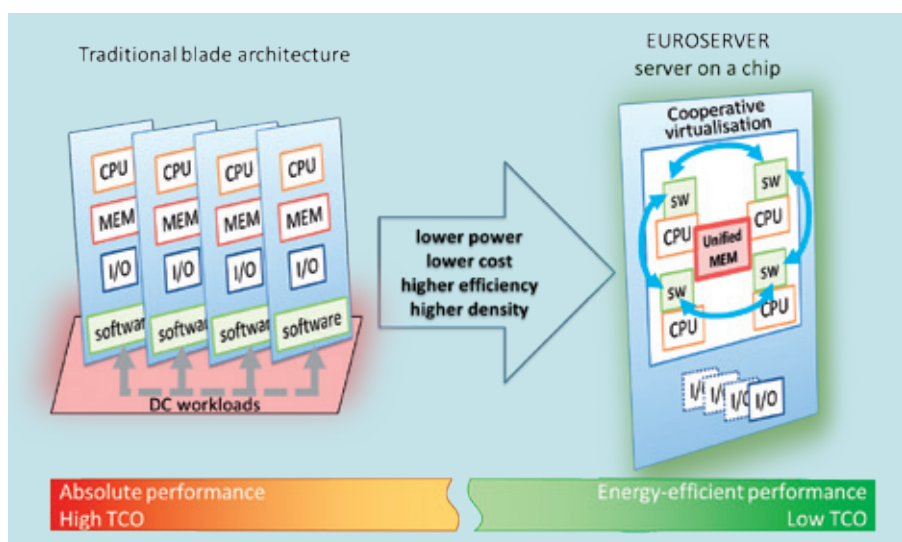 Traditional blade architecture
EUROSERVER
server on a chip
CPU
MEM
I/O
software
CPU
MEM
I/O
software
CPU
MEM
I/O
software
CPU
MEM
I/O
software
DC workloads
lower power
lower cost
higher efficiency
higher density
Cooperative
virtualisation
SW
CPU
SW
CPU
Unified
MEM
SW
CPU
SW
CPU
I/O
Absolute performance
High TCO
Energy-efficient performance
Low TCO